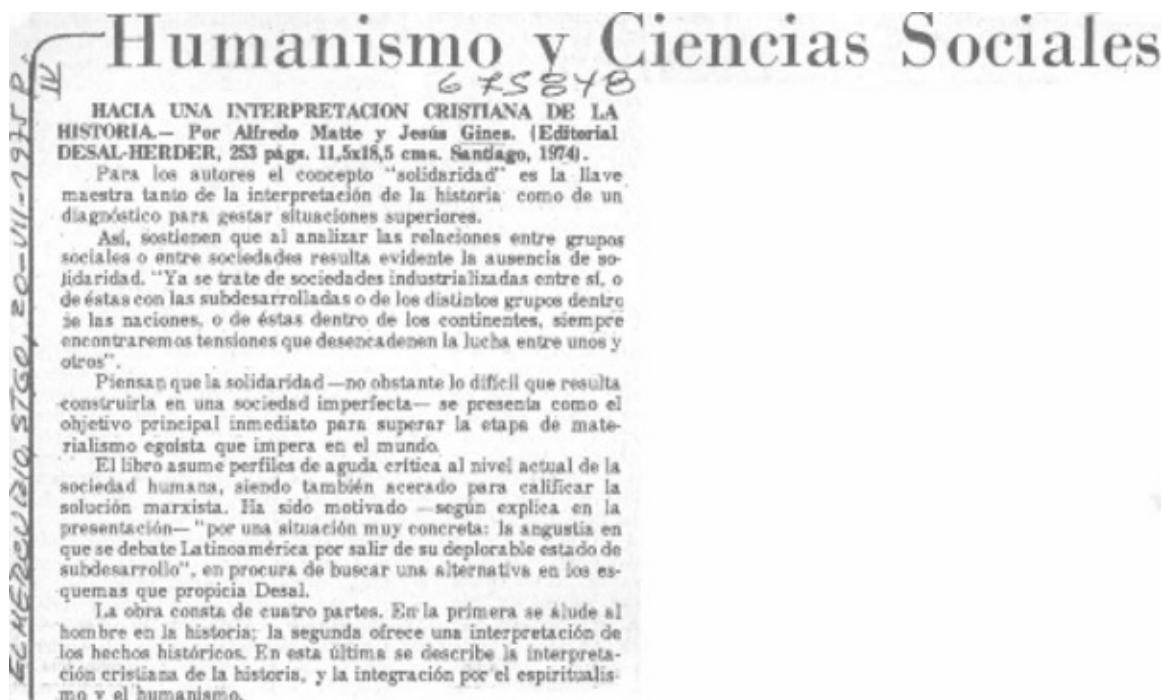 Humanismo y Ciencias Sociales
675878
HACIA UNA INTERPRETACION CRISTIANA DE LA
HISTORIA.— Por Alfredo Matte y Jesús Gines. (Editorial
DESAL-HERDER, 253 págs. 11,5x18,5 cms. Santiago, 1974).
Para los autores el concepto "solidaridad" es la llave
maestra tanto de la interpretación de la historia como de un
diagnóstico para gestar situaciones superiores.
Así, sostienen que al analizar las relaciones entre grupos
sociales o entre sociedades resulta evidente la ausencia de so-
lidaridad. "Ya se trate de sociedades industrializadas entre sí, o
de éstas con las subdesarrolladas o de los distintos grupos dentro
de las naciones, o de éstas dentro de los continentes, siempre
encontraremos tensiones que desencadenen la lucha entre unos y
otros".
Piensan que la solidaridad —no obstante lo difícil que resulta
construirla en una sociedad imperfecta— se presenta como el
objetivo principal inmediato para superar la etapa de mate-
rialismo egoísta que impera en el mundo.
El libro asume perfiles de aguda crítica al nivel actual de la
sociedad humana, siendo también acerado para calificar la
solución marxista. Ha sido motivado —según explica en la
presentación— "por una situación muy concreta: la angustia en
que se debate Latinoamérica por salir de su deplorable estado de
subdesarrollo", en procura de buscar una alternativa en los es-
quemas que propicia Desal.
La obra consta de cuatro partes. En la primera se alude al
hombre en la historia; la segunda ofrece una interpretación de
los hechos históricos. En esta última se describe la interpreta-
ción cristiana de la historia, y la integración por el espiritualis-
mo y el humanismo.
EL MERCURIO, STGO, 20-VII-1975 P.
IV